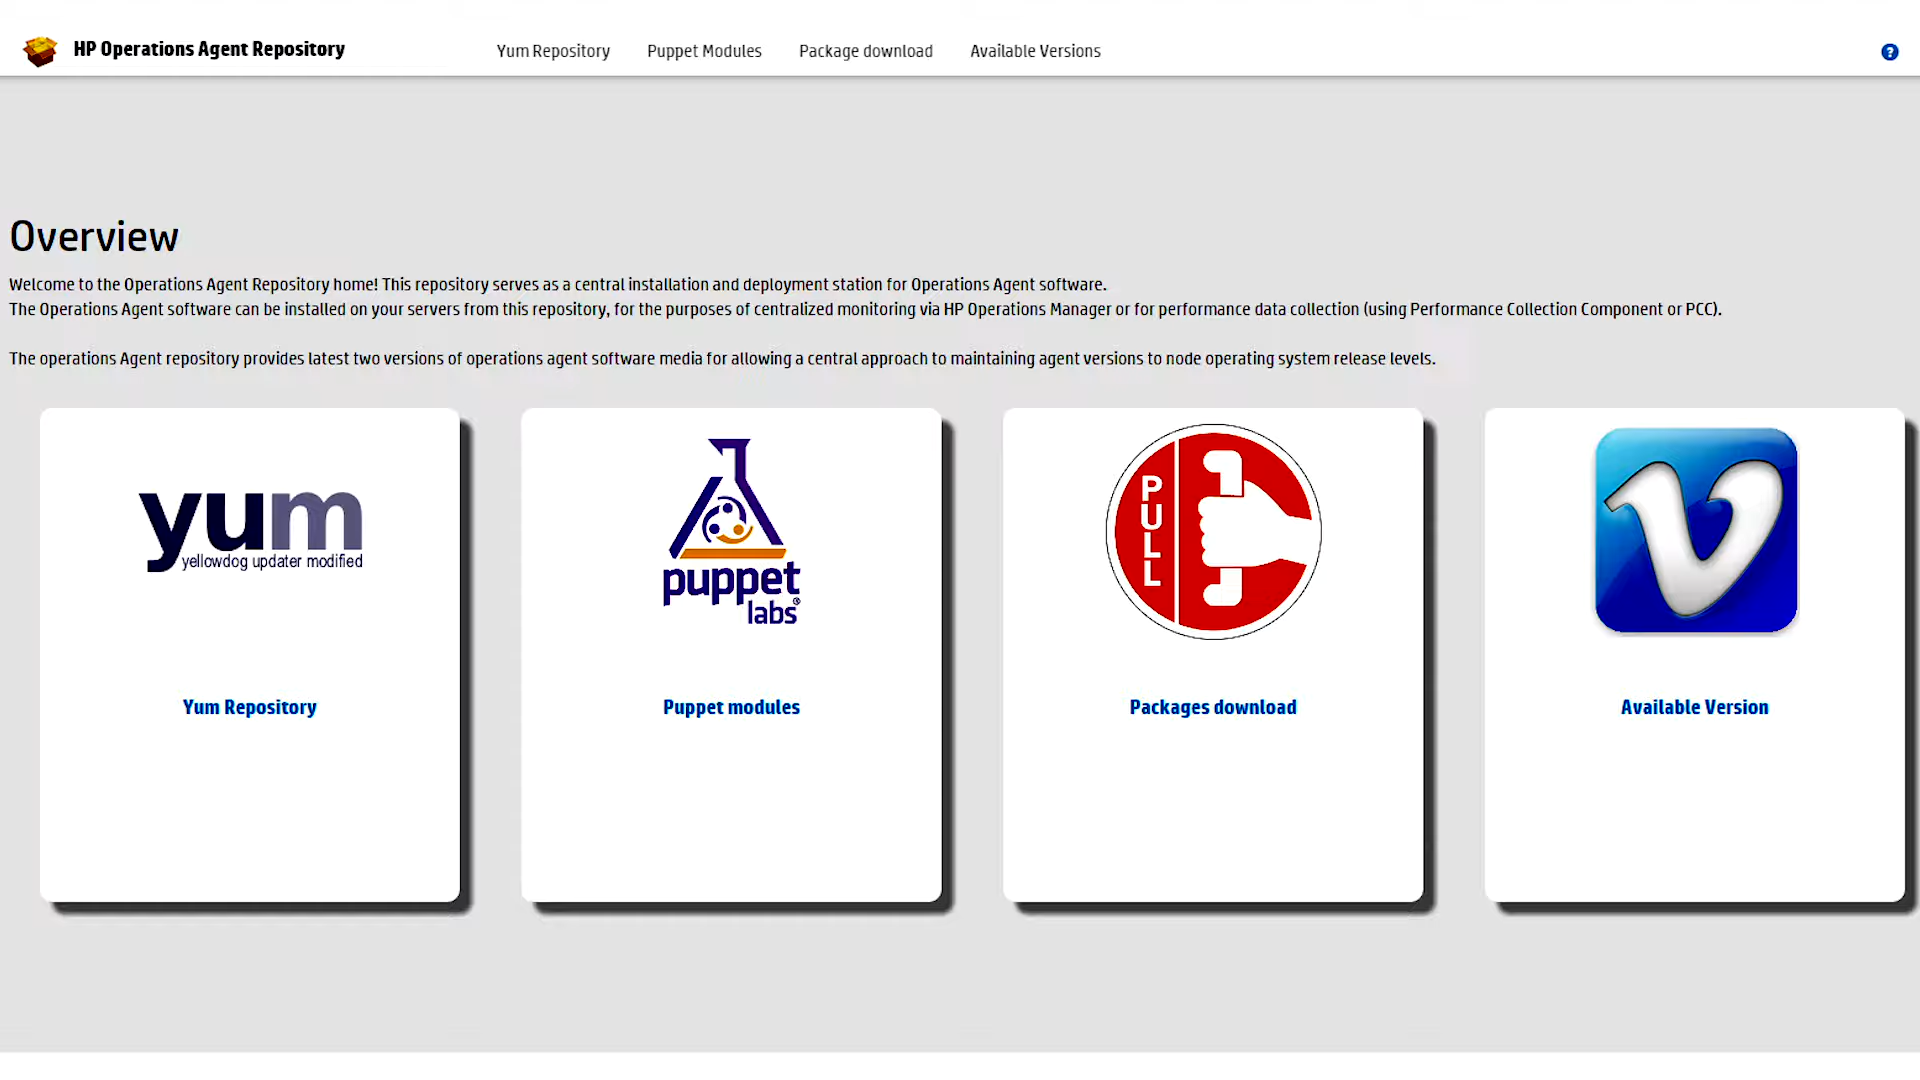 HP Operations Agent Repository
Yum Repository
Puppet Modules
Package download
Available Versions
?
Overview
Welcome to the Operations Agent Repository home! This repository serves as a central installation and deployment station for Operations Agent software.
The Operations Agent software can be installed on your servers from this repository, for the purposes of centralized monitoring via HP Operations Manager or for performance data collection (using Performance Collection Component or PCC).
The operations Agent repository provides latest two versions of operations agent software media for allowing a central approach to maintaining agent versions to node operating system release levels.
yum
yellowdog updater modified
puppet
labs®
PULL
V
Yum Repository
Puppet modules
Packages download
Available Version